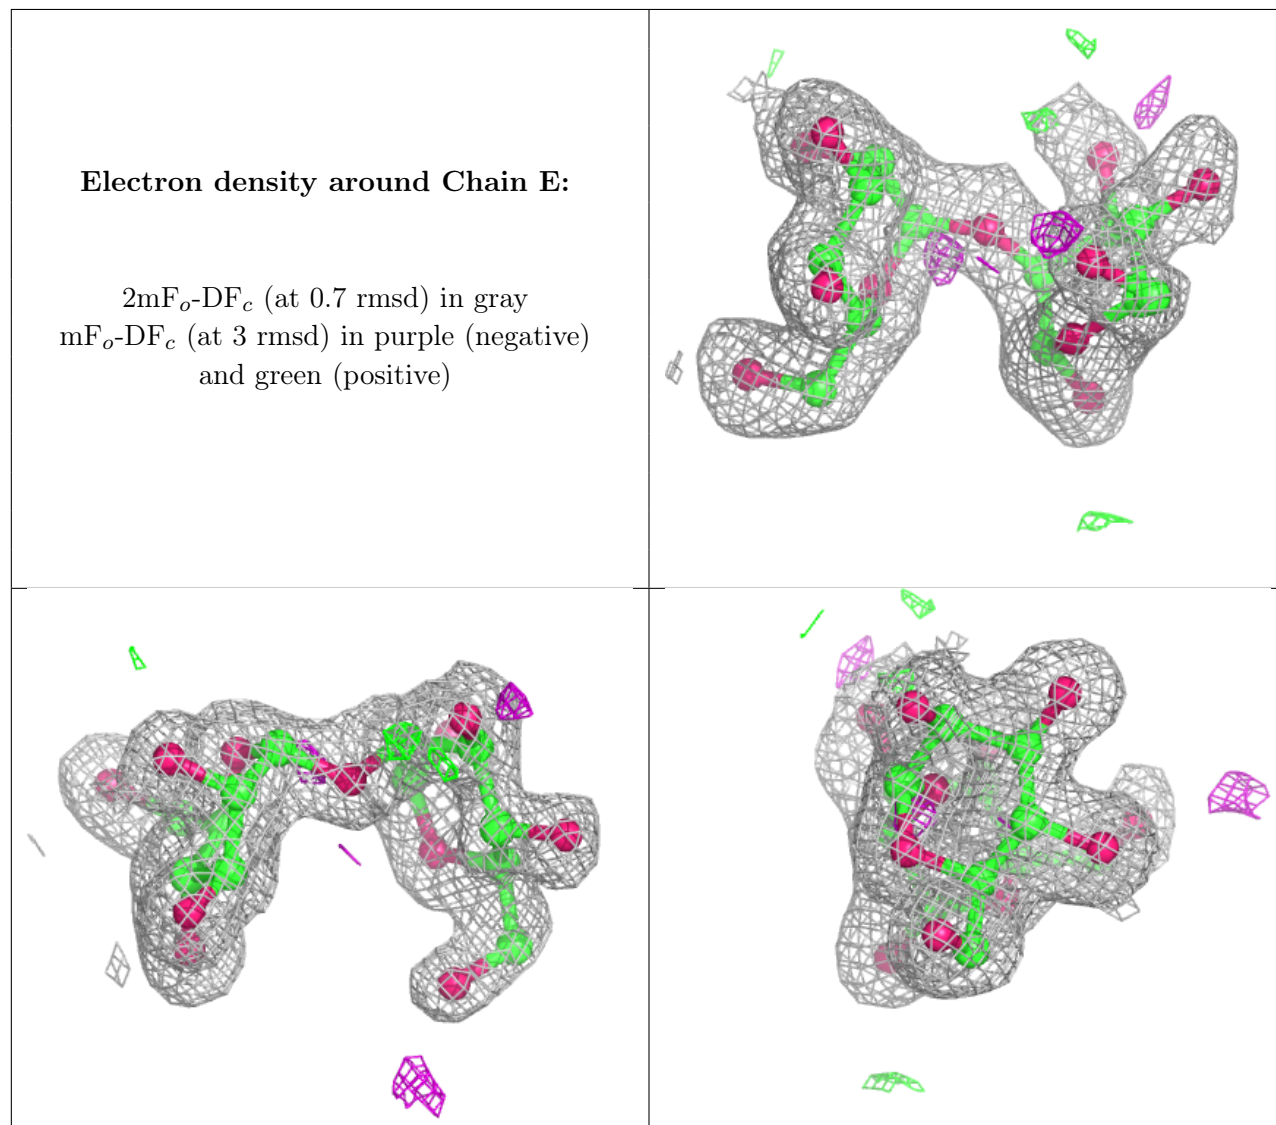 Electron density around Chain E:
2mFo-DFc (at 0.7 rmsd) in gray
mFo-DFc (at 3 rmsd) in purple (negative)
and green (positive)